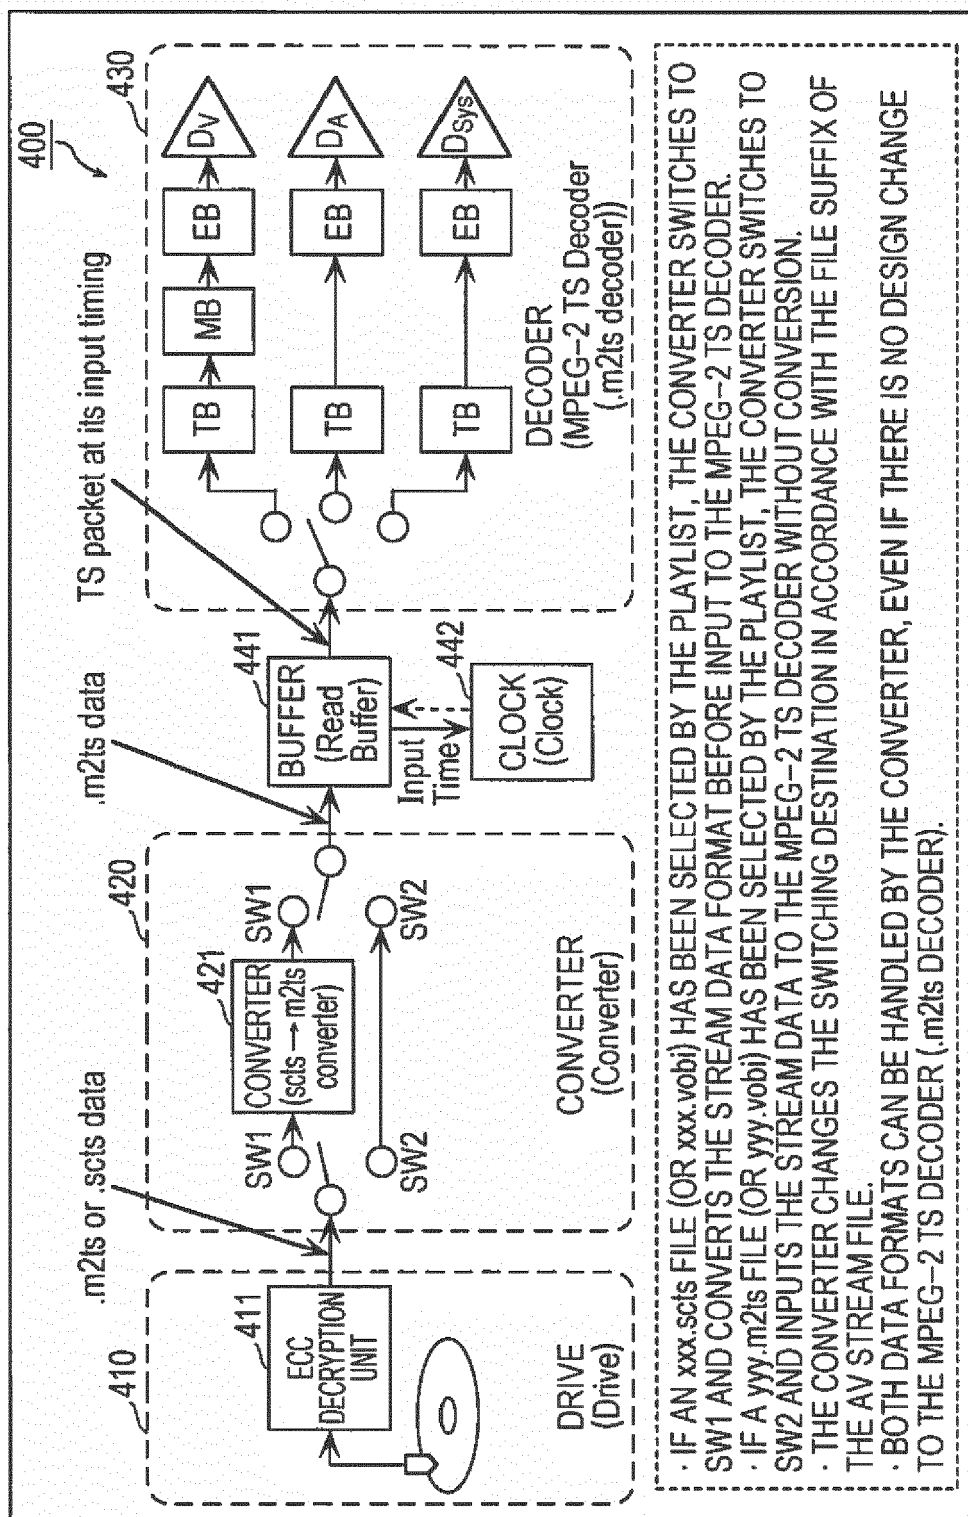 400
.m2ts or .scts data
.m2ts data
TS packet at its input timing
410
411
ECC
DECRYPTION
UNIT
DRIVE
(Drive)
420
SW1
421
CONVERTER
(scts→m2ts
converter)
SW1
SW2
SW2
CONVERTER
(Converter)
441
BUFFER
(Read
Buffer)
Input
Time
442
CLOCK
(Clock)
430
TB
MB
EB
DV
TB
EB
DA
TB
EB
DSys
DECODER
(MPEG-2 TS Decoder
(.m2ts decoder))
· IF AN xxx.scts FILE (OR xxx.vobi) HAS BEEN SELECTED BY THE PLAYLIST, THE CONVERTER SWITCHES TO
SW1 AND CONVERTS THE STREAM DATA FORMAT BEFORE INPUT TO THE MPEG-2 TS DECODER.
· IF A yyy.m2ts FILE (OR yyy.vobi) HAS BEEN SELECTED BY THE PLAYLIST, THE CONVERTER SWITCHES TO
SW2 AND INPUTS THE STREAM DATA TO THE MPEG-2 TS DECODER WITHOUT CONVERSION.
· THE CONVERTER CHANGES THE SWITCHING DESTINATION IN ACCORDANCE WITH THE FILE SUFFIX OF
THE AV STREAM FILE.
· BOTH DATA FORMATS CAN BE HANDLED BY THE CONVERTER, EVEN IF THERE IS NO DESIGN CHANGE
TO THE MPEG-2 TS DECODER (.m2ts DECODER).